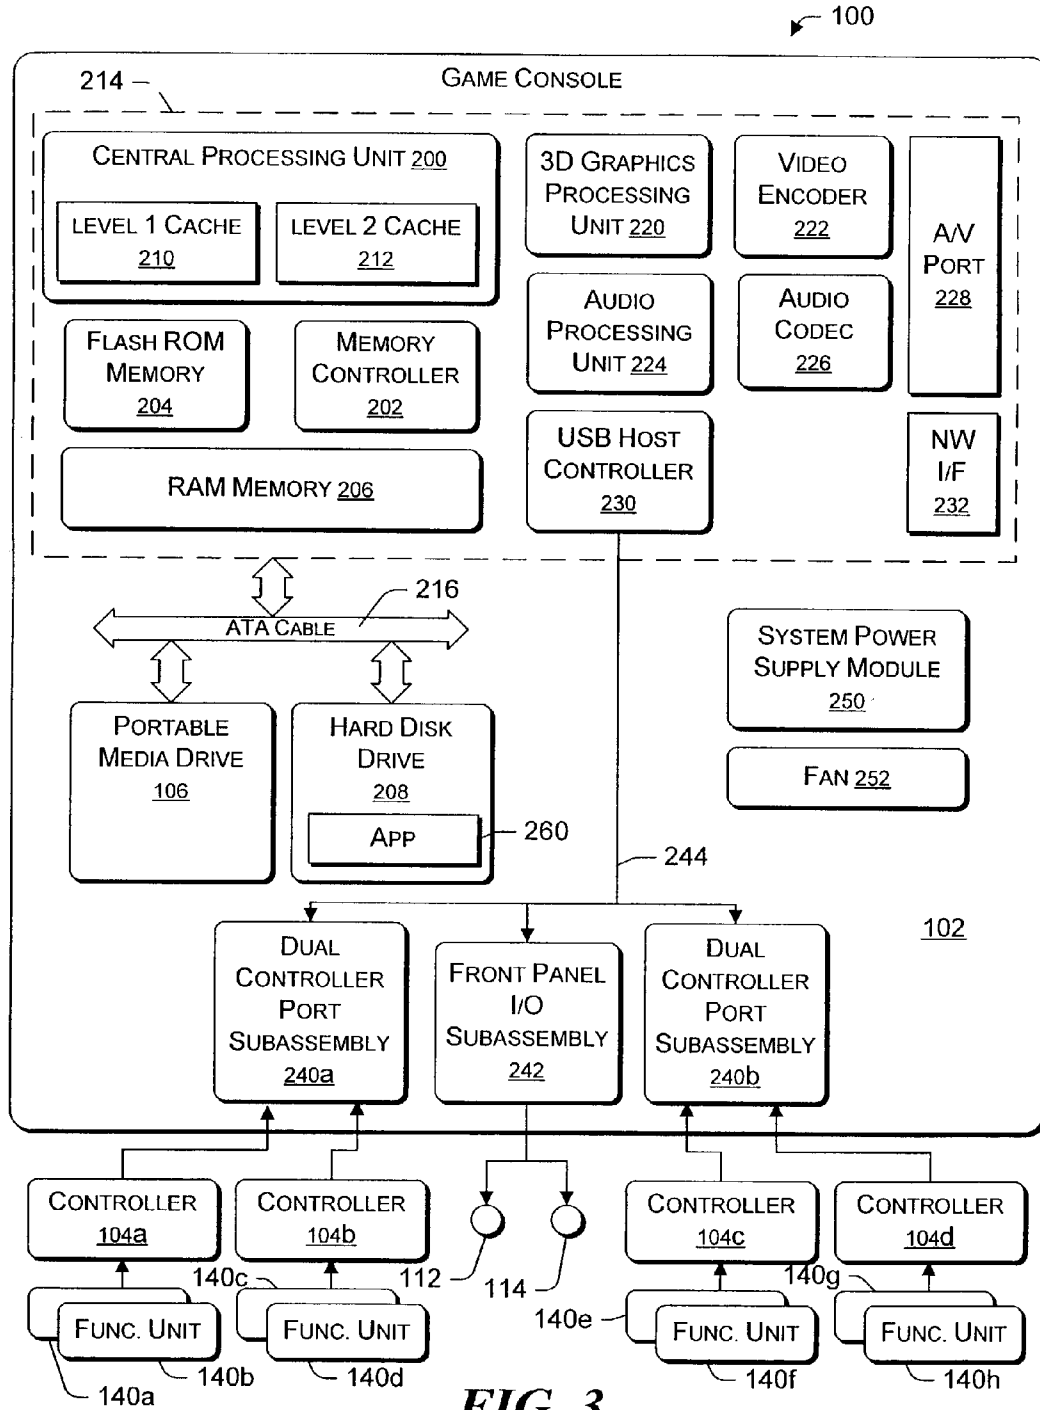 100
GAME CONSOLE
214
CENTRAL PROCESSING UNIT 200
LEVEL 1 CACHE
210
LEVEL 2 CACHE
212
3D GRAPHICS
PROCESSING
UNIT 220
VIDEO
ENCODER
222
A/V
PORT
228
FLASH ROM
MEMORY
204
MEMORY
CONTROLLER
202
AUDIO
PROCESSING
UNIT 224
AUDIO
CODEC
226
RAM MEMORY 206
USB HOST
CONTROLLER
230
NW
I/F
232
216
ATA CABLE
SYSTEM POWER
SUPPLY MODULE
250
PORTABLE
MEDIA DRIVE
106
HARD DISK
DRIVE
208
APP
260
FAN 252
244
102
DUAL
CONTROLLER
PORT
SUBASSEMBLY
240a
FRONT PANEL
I/O
SUBASSEMBLY
242
DUAL
CONTROLLER
PORT
SUBASSEMBLY
240b
CONTROLLER
104a
CONTROLLER
104b
112
114
CONTROLLER
104c
CONTROLLER
104d
140c
140g
140e
FUNC. UNIT
FUNC. UNIT
FUNC. UNIT
FUNC. UNIT
140a
140b
140d
140f
140h
FIG. 3